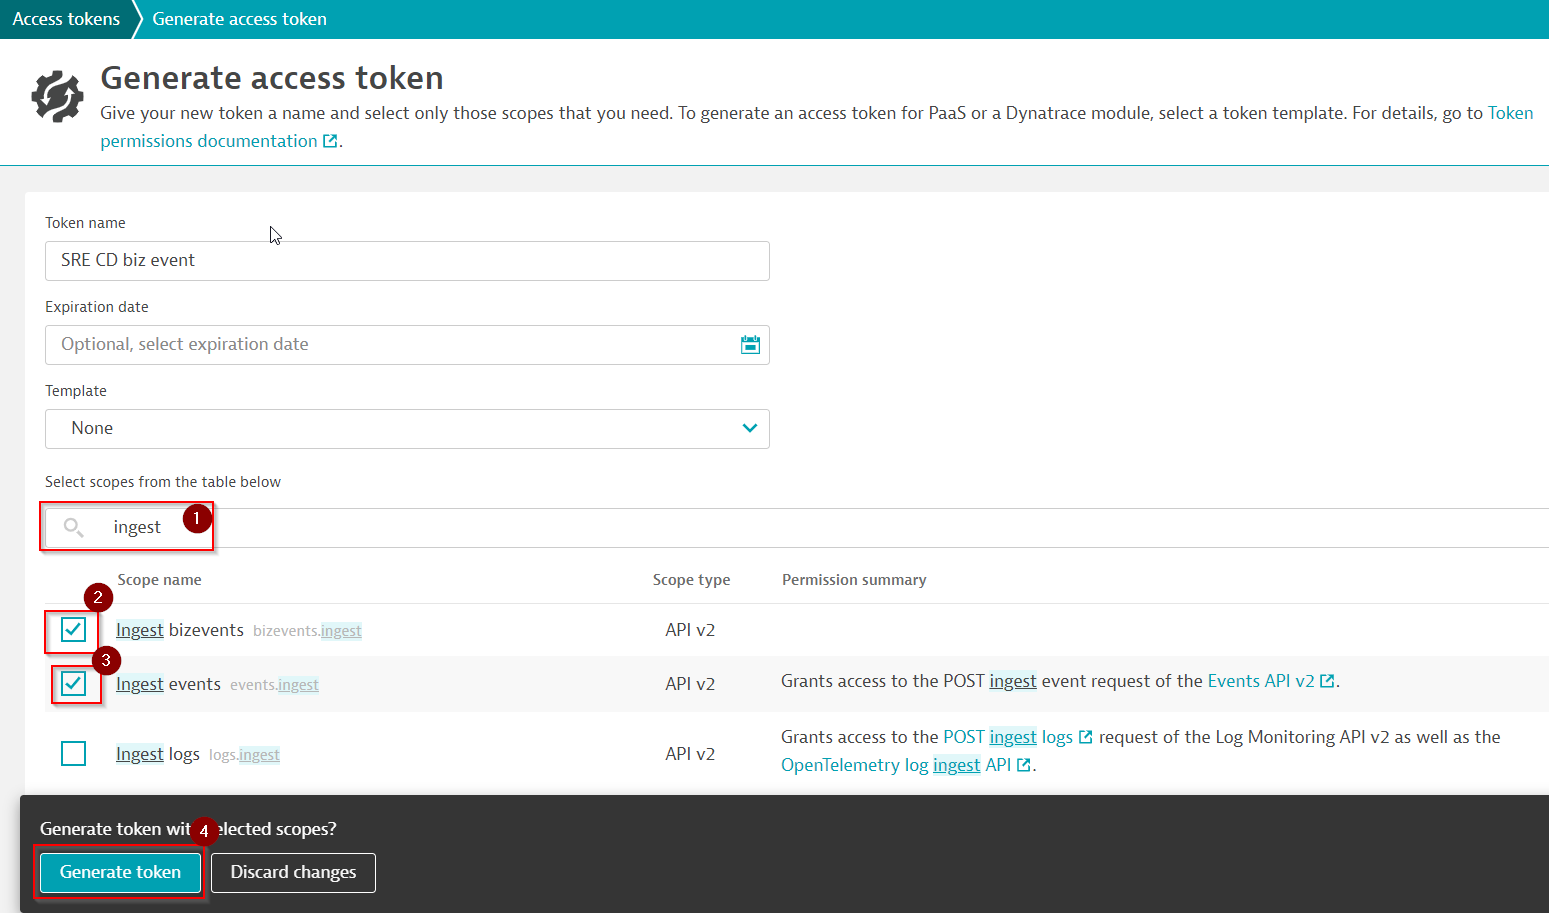 Access tokens
Generate access token
Generate access token
Give your new token a name and select only those scopes that you need. To generate an access token for PaaS or a Dynatrace module, select a token template. For details, go to Token
permissions documentation.
Token name
SRE CD biz event
Expiration date
Optional, select expiration date
Template
None
Select scopes from the table below
ingest 1
Scope name Scope type Permission summary
2
Ingest bizevents bizevents.ingest API v2
3
Ingest events events.ingest API v2 Grants access to the POST ingest event request of the Events API v2.
Ingest logs logs.ingest API v2 Grants access to the POST ingest logs request of the Log Monitoring API v2 as well as the
OpenTelemetry log ingest API.
Generate token wit 4 elected scopes?
Generate token Discard changes